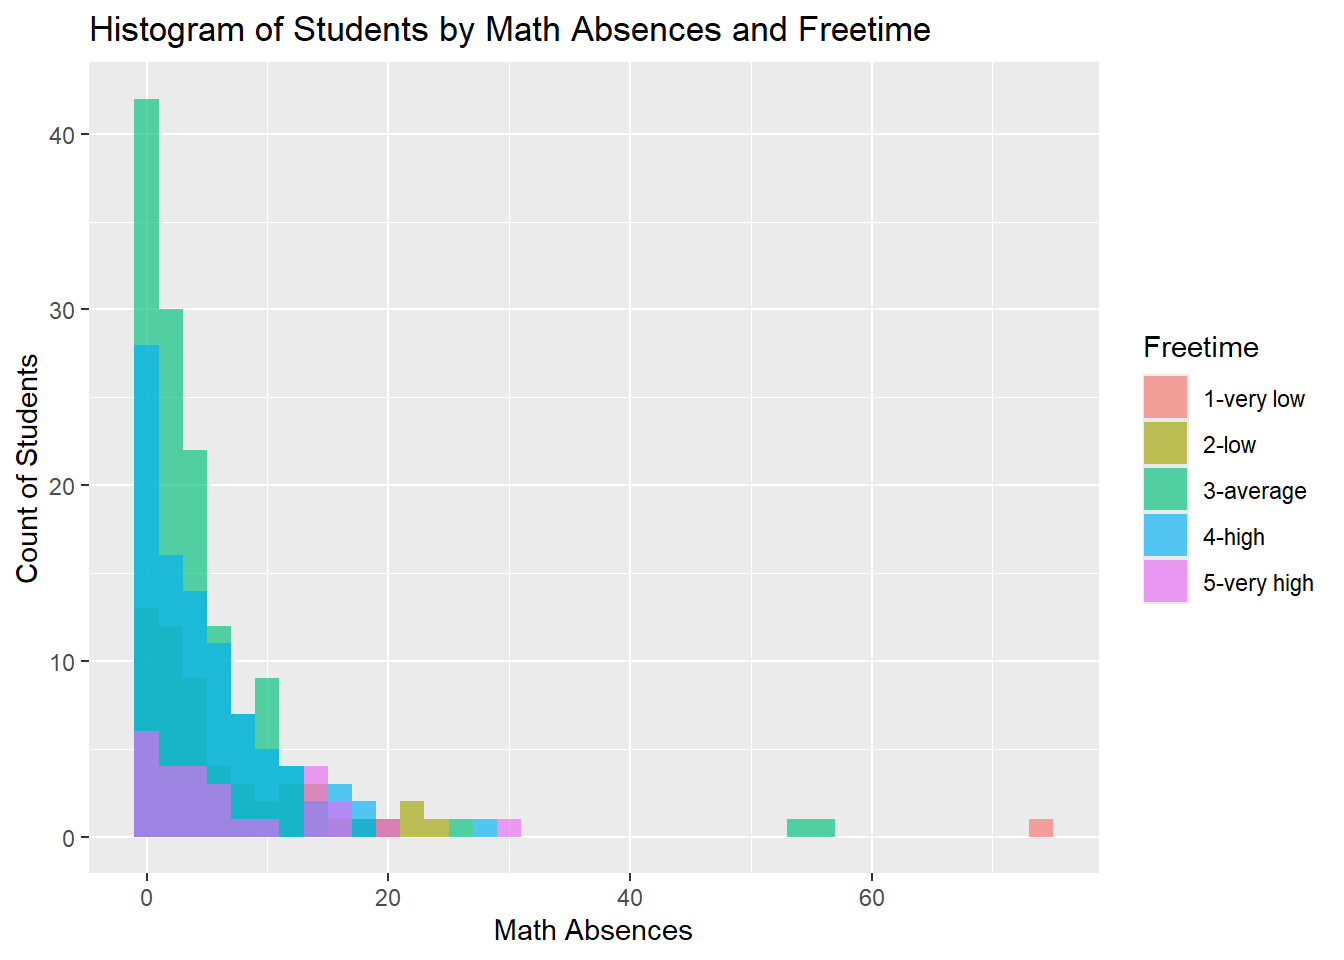 Histogram of Students by Math Absences and Freetime
40
30
20
10
0
Count of Students
0 20 40 60
Math Absences
Freetime
1-very low
2-low
3-average
4-high
5-very high